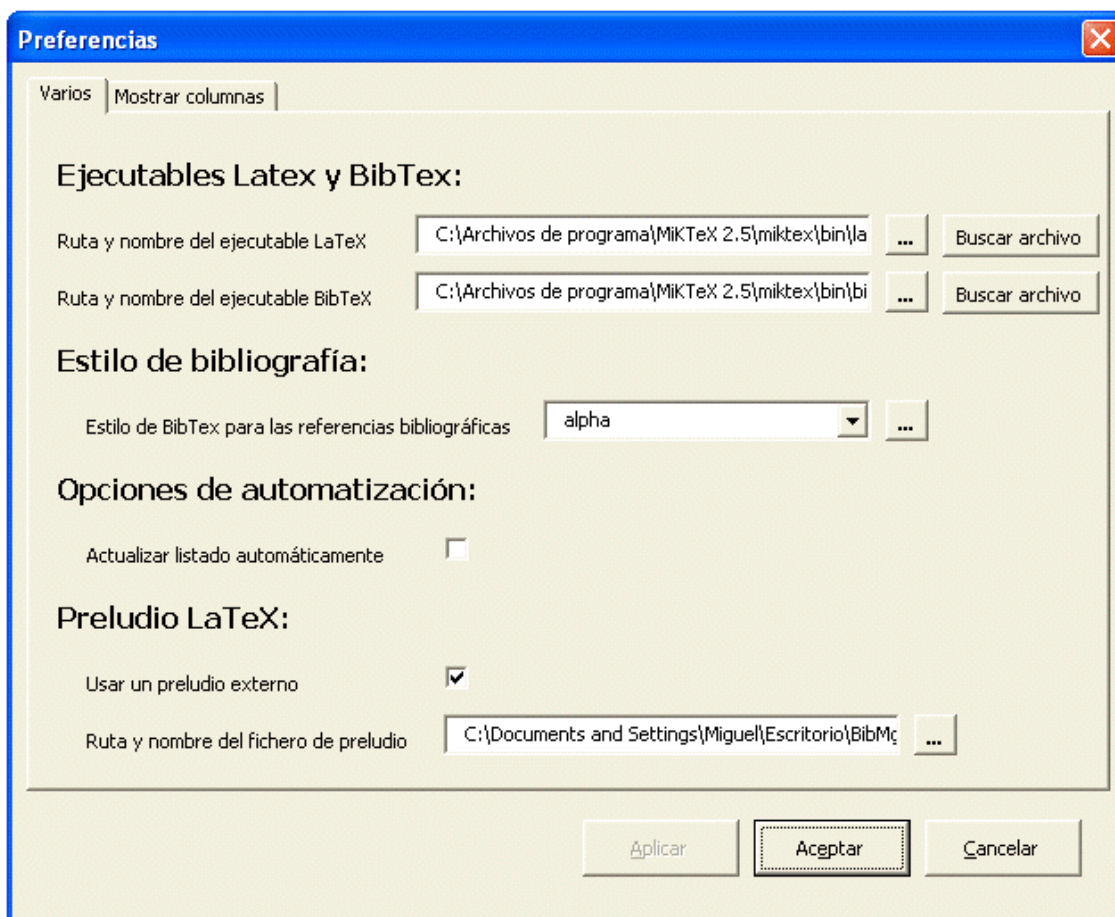 Preferencias
Varios Mostrar columnas
Ejecutables Latex y BibTex:
Ruta y nombre del ejecutable LaTeX C:\Archivos de programa\MiKTeX 2.5\miktex\bin\la ... Buscar archivo
Ruta y nombre del ejecutable BibTeX C:\Archivos de programa\MiKTeX 2.5\miktex\bin\bi ... Buscar archivo
Estilo de bibliografía:
Estilo de BibTex para las referencias bibliográficas alpha ...
Opciones de automatización:
Actualizar listado automáticamente
Preludio LaTeX:
Usar un preludio externo
Ruta y nombre del fichero de preludio C:\Documents and Settings\Miguel\Escritorio\BibMg ...
Aplicar Aceptar Cancelar